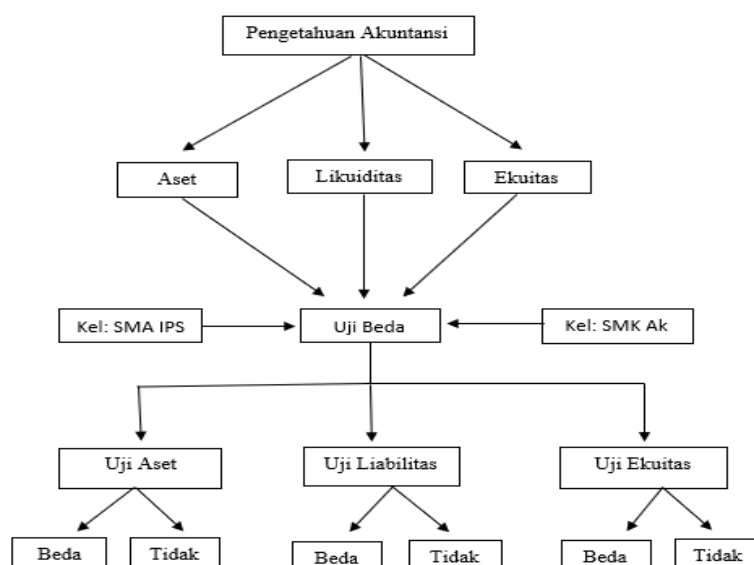 Pengetahuan Akuntansi
Aset
Likuiditas
Ekuitas
Kel: SMA IPS
Uji Beda
Kel: SMK Ak
Uji Aset
Uji Liabilitas
Uji Ekuitas
Beda
Tidak
Beda
Tidak
Beda
Tidak